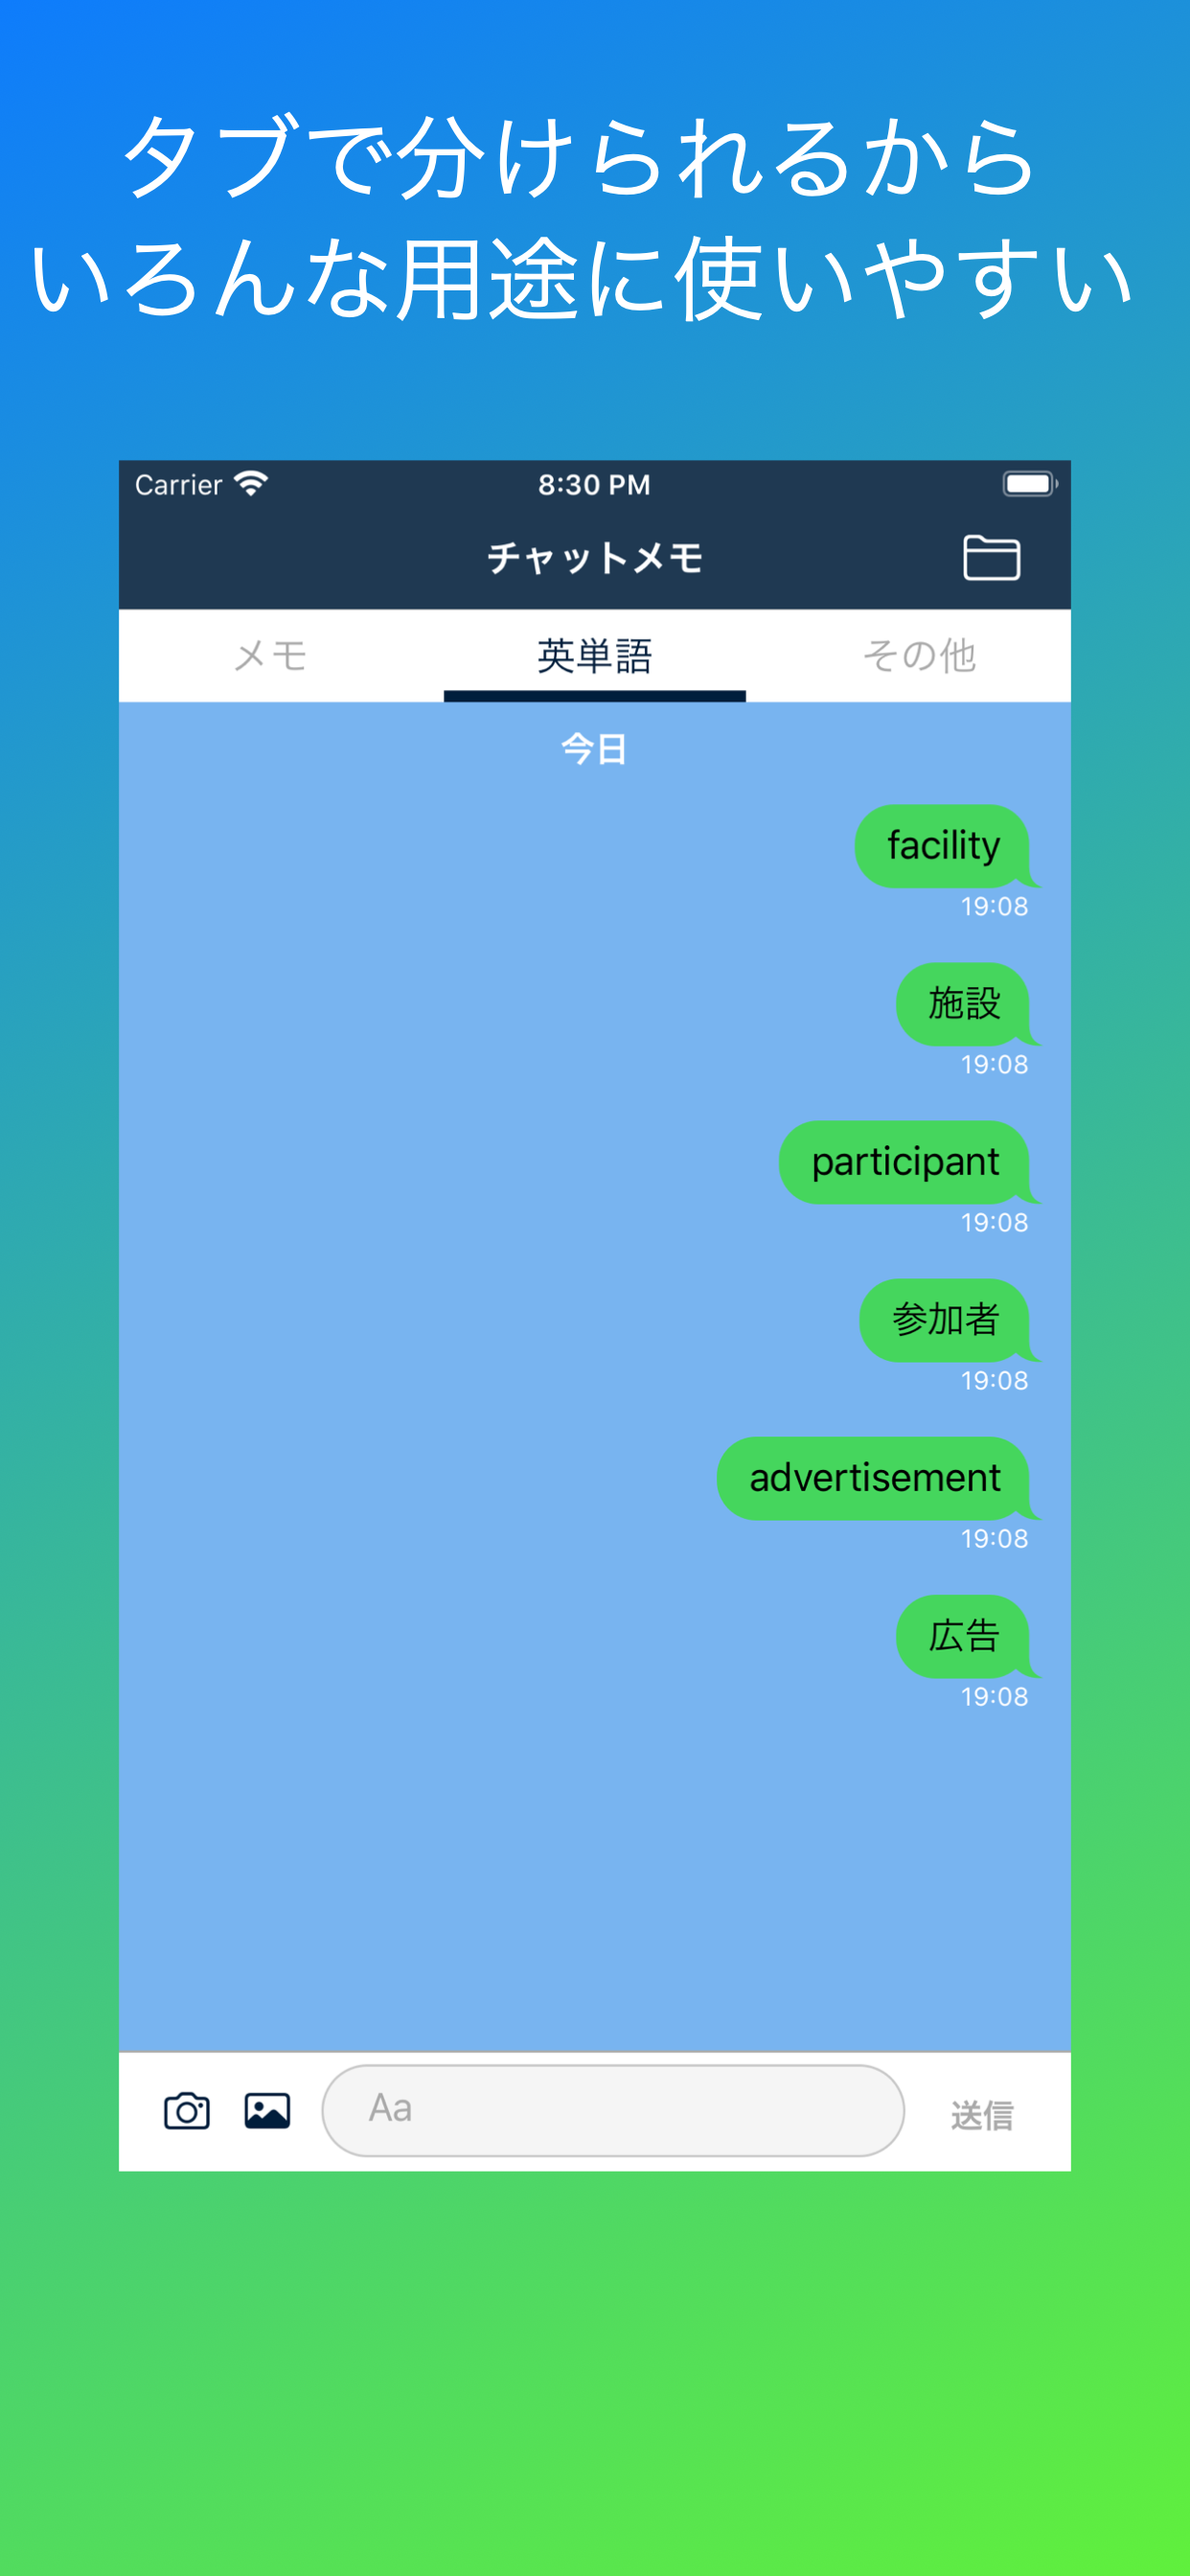 タブで分けられるから
いろんな用途に使いやすい
Carrier 8:30 PM
チャットメモ
メモ 英単語 その他
今日
facility
19:08
施設
19:08
participant
19:08
参加者
19:08
advertisement
19:08
広告
19:08
Aa 送信